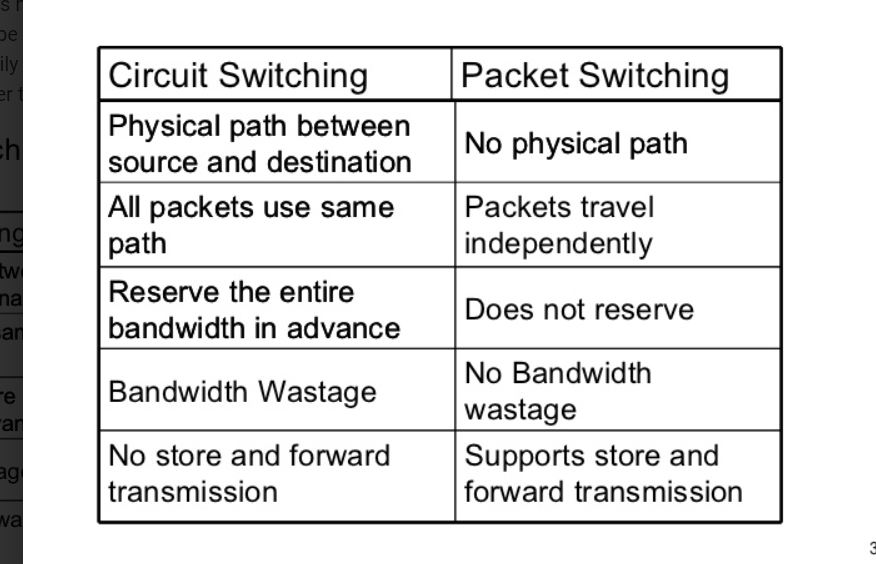 Circuit Switching
Packet Switching
Physical path between
source and destination
No physical path
All packets use same
path
Packets travel
independently
Reserve the entire
bandwidth in advance
Does not reserve
Bandwidth Wastage
No Bandwidth
wastage
No store and forward
transmission
Supports store and
forward transmission
3